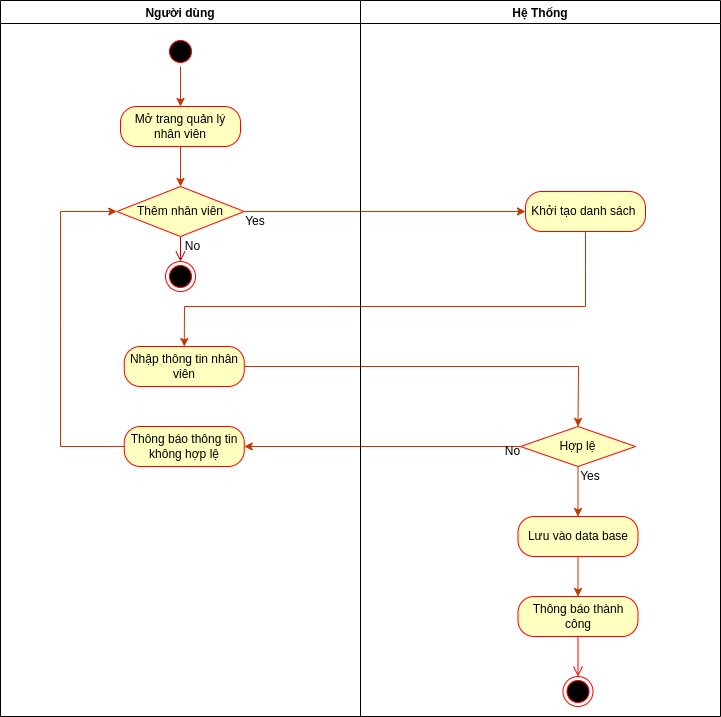 Người dùng
Hệ Thống
Mở trang quản lý
nhân viên
Thêm nhân viên
Yes
Khởi tạo danh sách
No
Nhập thông tin nhân
viên
Thông báo thông tin
không hợp lệ
No
Hợp lệ
Yes
Lưu vào data base
Thông báo thành
công